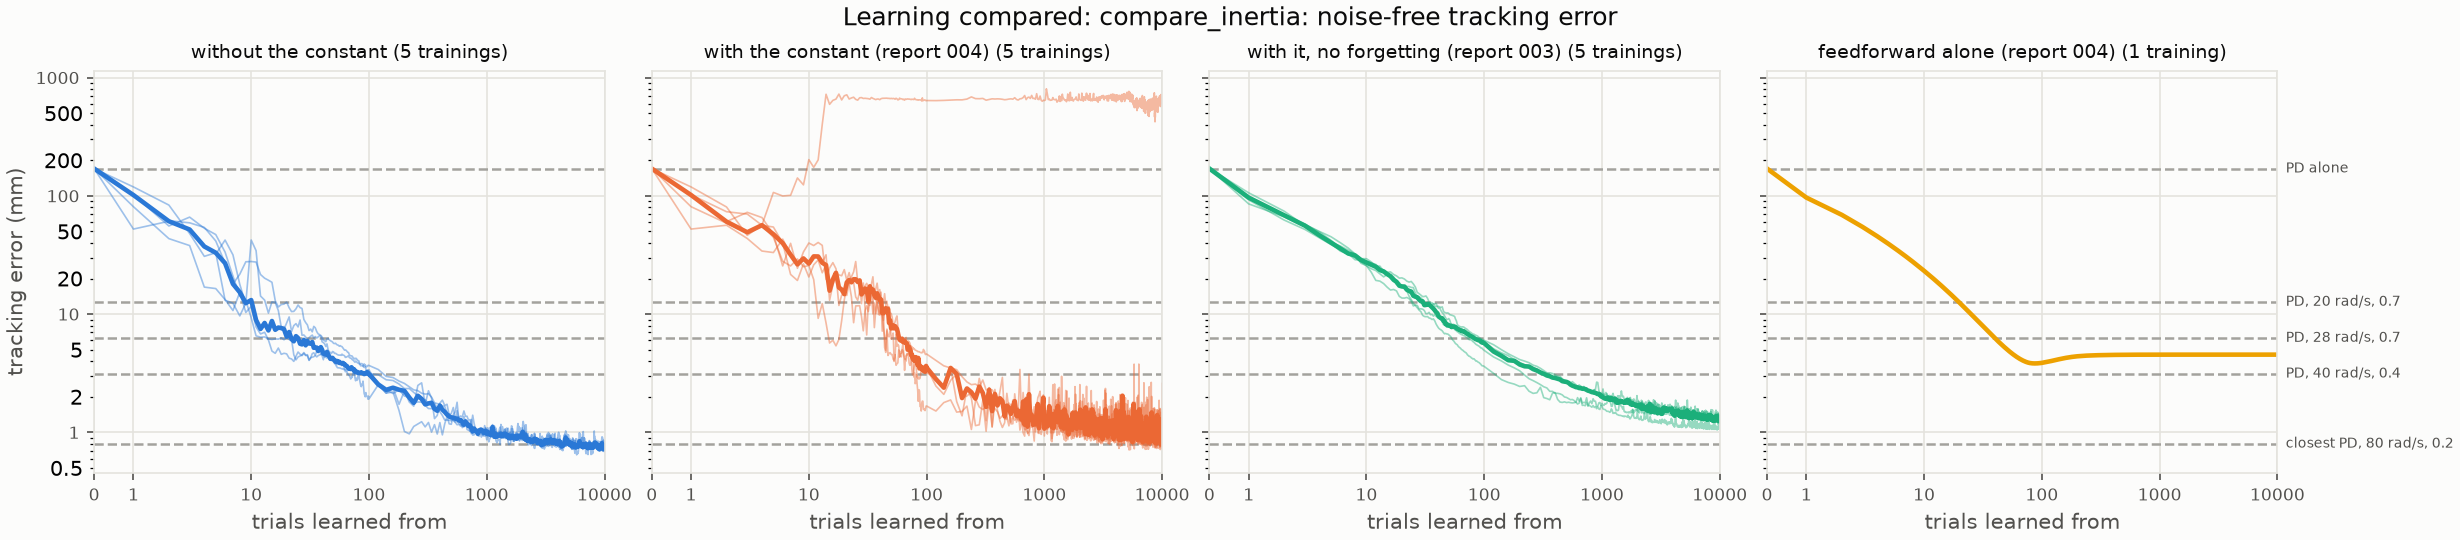 Learning compared: compare_inertia: noise-free tracking error
without the constant (5 trainings)
with the constant (report 004) (5 trainings)
with it, no forgetting (report 003) (5 trainings)
feedforward alone (report 004) (1 training)
tracking error (mm)
1000
500
200
100
50
20
10
5
2
1
0.5
PD alone
PD, 20 rad/s, 0.7
PD, 28 rad/s, 0.7
PD, 40 rad/s, 0.4
closest PD, 80 rad/s, 0.2
0 1 10 100 1000 10000
0 1 10 100 1000 10000
0 1 10 100 1000 10000
0 1 10 100 1000 10000
trials learned from
trials learned from
trials learned from
trials learned from